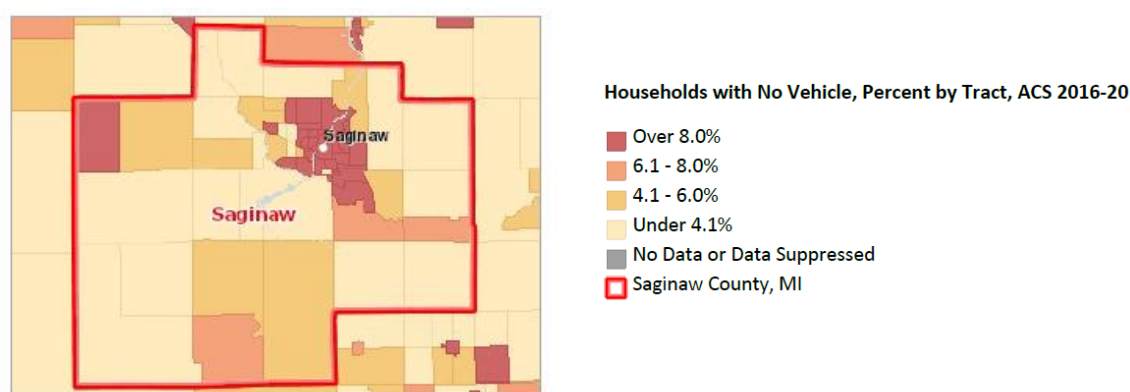 Saginaw
Saginaw
Households with No Vehicle, Percent by Tract, ACS 2016-20
Over 8.0%
6.1 - 8.0%
4.1 - 6.0%
Under 4.1%
No Data or Data Suppressed
Saginaw County, MI